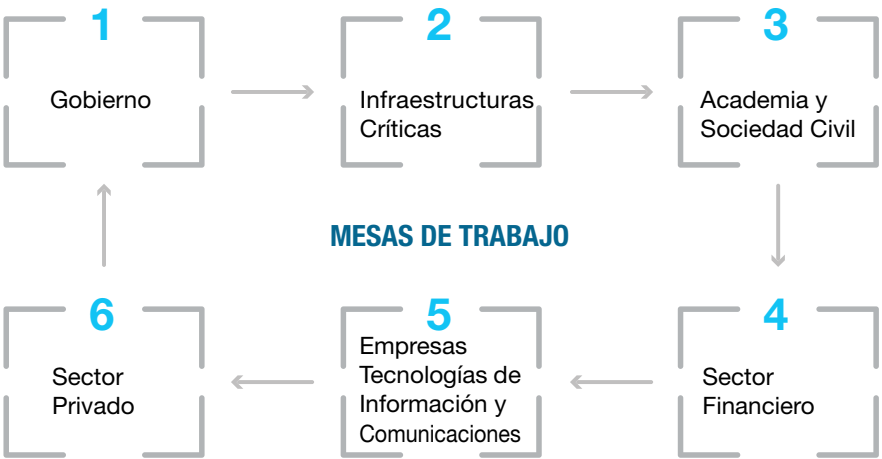 1
Gobierno
2
Infraestructuras
Críticas
3
Academia y
Sociedad Civil
MESAS DE TRABAJO
6
Sector
Privado
5
Empresas
Tecnologías de
Información y
Comunicaciones
4
Sector
Financiero